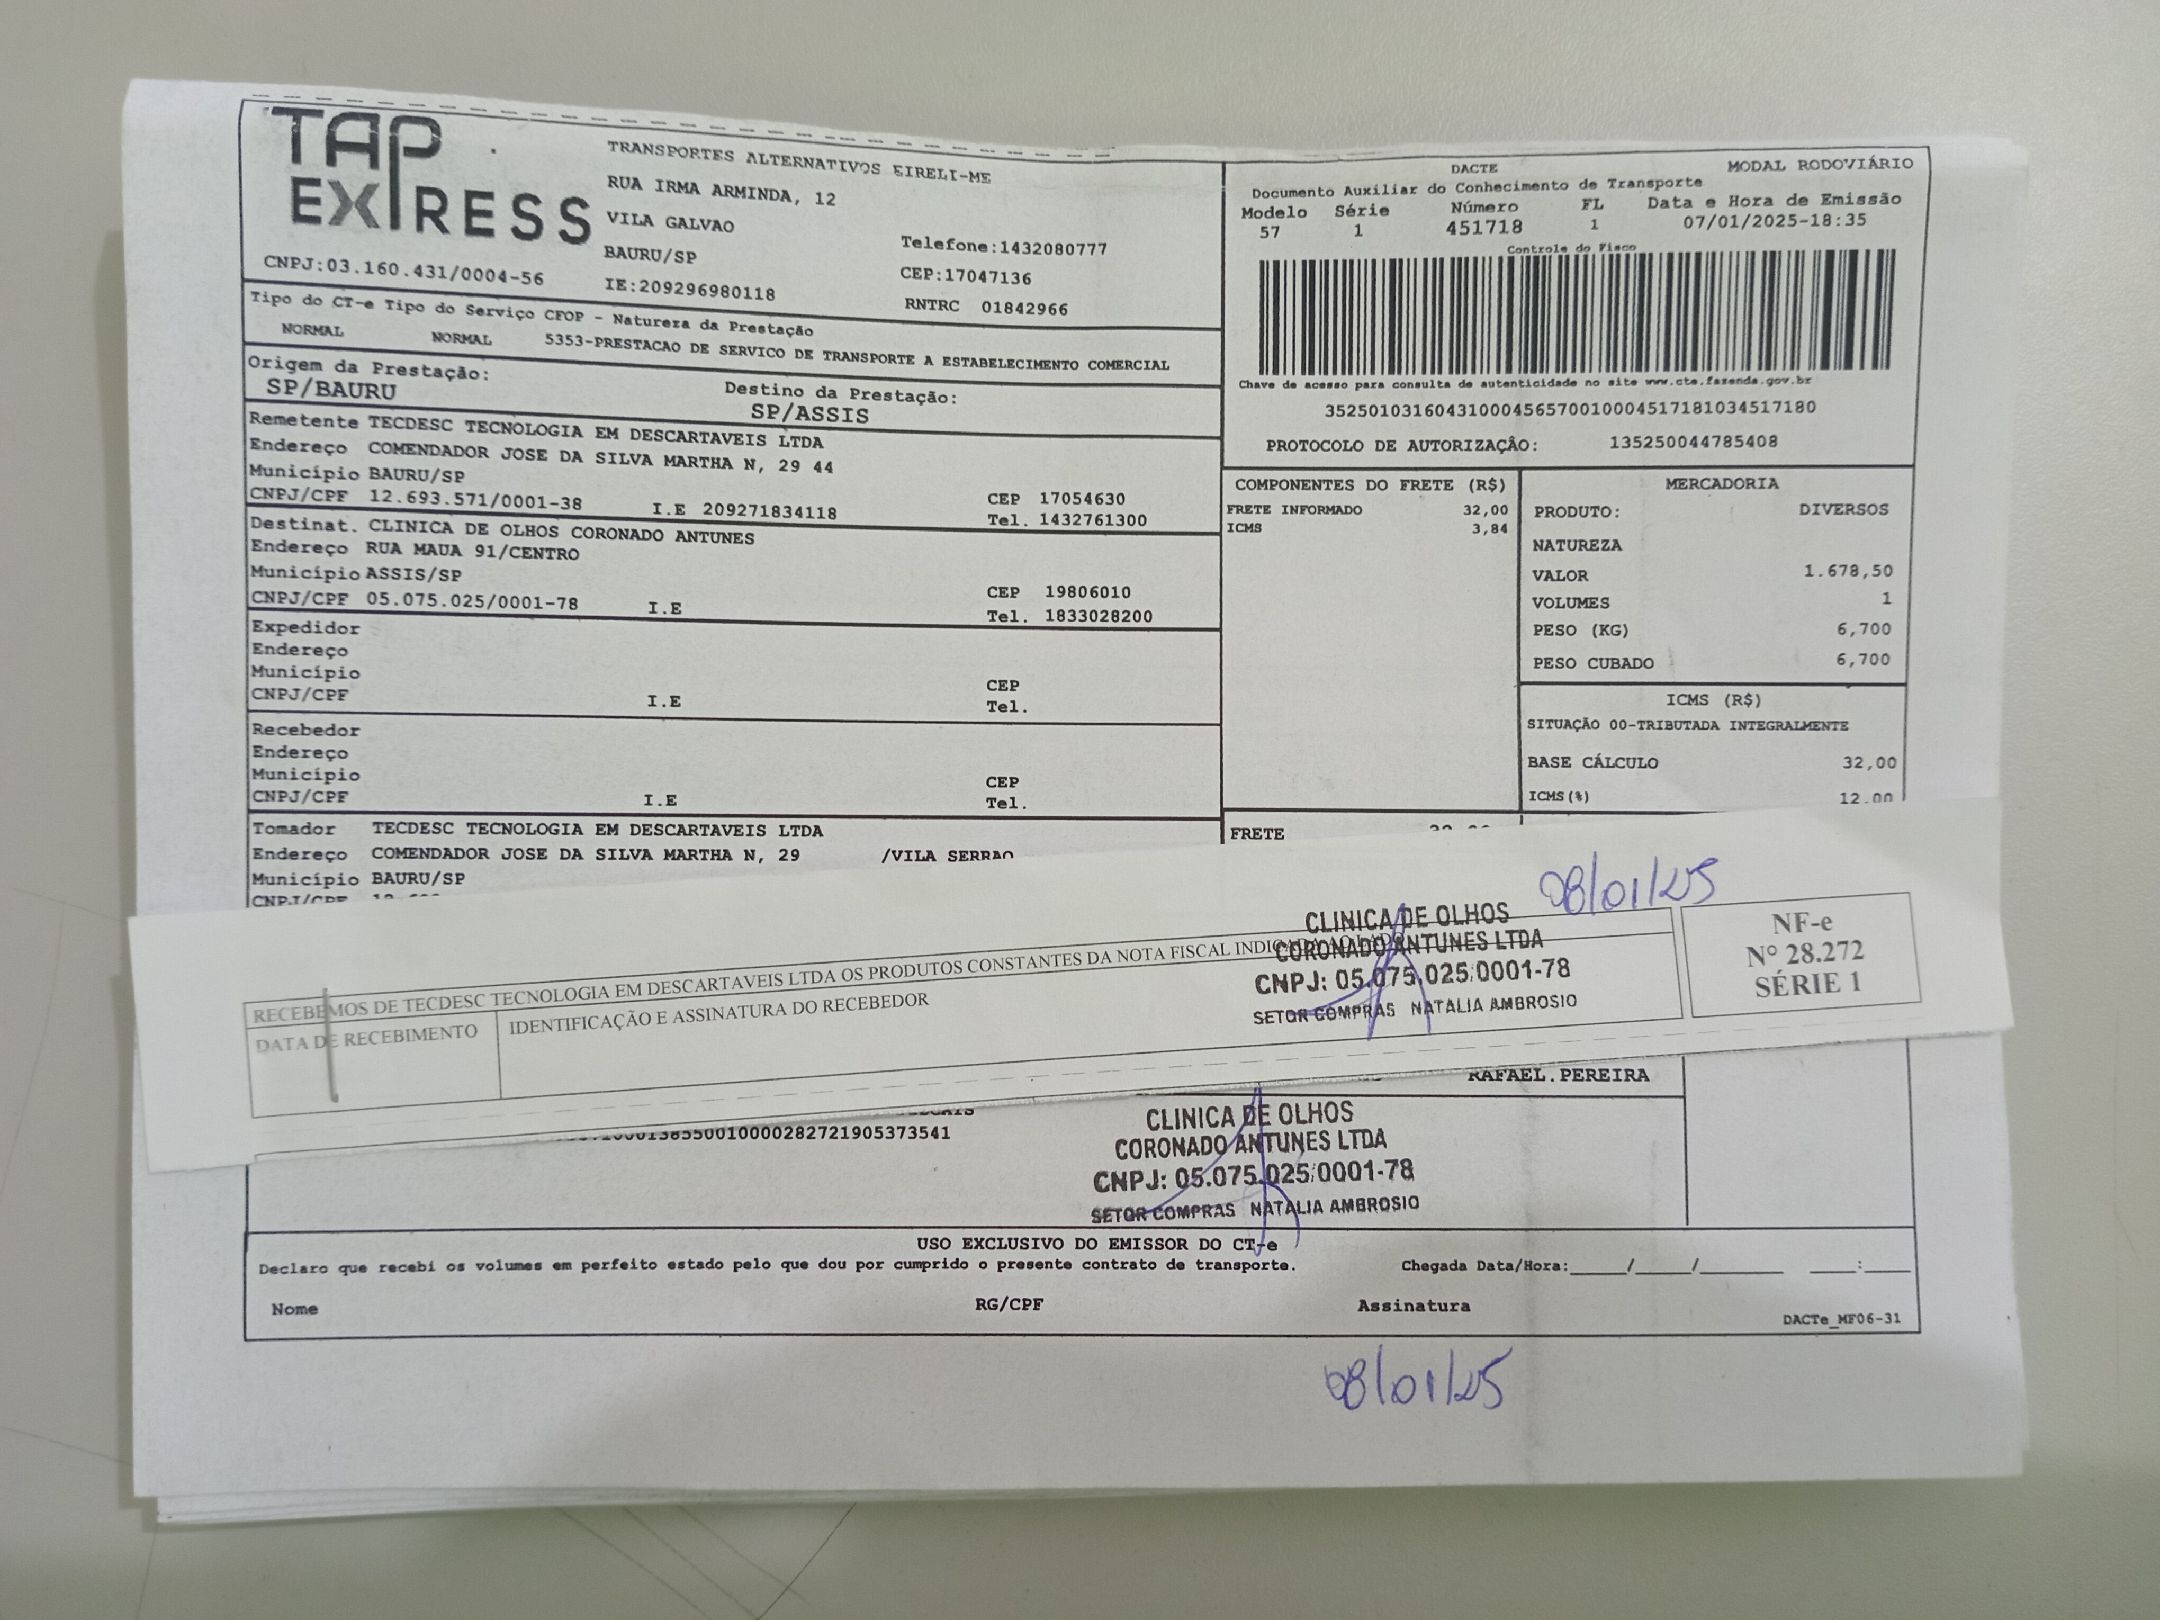 TAP EXPRESS
TRANSPORTES ALTERNATIVOS EIRELI-ME
RUA IRMA ARMINDA, 12
VILA GALVAO
BAURU/SP
Telefone:1432080777
CNPJ:03.160.431/0004-56
IE:209296980118
CEP:17047136
RNTRC 01842966
DACTE
MODAL RODOVIÁRIO
Documento Auxiliar do Conhecimento de Transporte
Modelo Série Número FL Data e Hora de Emissão
57 1 451718 1 07/01/2025-18:35
Controle do Fisco
Chave de acesso para consulta de autenticidade no site www.cte.fazenda.gov.br
35250103160431000456570010004517181034517180
PROTOCOLO DE AUTORIZAÇÃO: 135250044785408
Tipo do CT-e Tipo do Serviço CFOP - Natureza da Prestação
NORMAL NORMAL 5353-PRESTACAO DE SERVICO DE TRANSPORTE A ESTABELECIMENTO COMERCIAL
Origem da Prestação: Destino da Prestação:
SP/BAURU SP/ASSIS
Remetente TECDESC TECNOLOGIA EM DESCARTAVEIS LTDA
Endereço COMENDADOR JOSE DA SILVA MARTHA N, 29 44
Município BAURU/SP CEP 17054630
CNPJ/CPF 12.693.571/0001-38 I.E 209271834118 Tel. 1432761300
Destinat. CLINICA DE OLHOS CORONADO ANTUNES
Endereço RUA MAUA 91/CENTRO
Município ASSIS/SP CEP 19806010
CNPJ/CPF 05.075.025/0001-78 I.E Tel. 1833028200
Expedidor
Endereço
Município CEP
CNPJ/CPF I.E Tel.
Recebedor
Endereço
Município CEP
CNPJ/CPF I.E Tel.
Tomador TECDESC TECNOLOGIA EM DESCARTAVEIS LTDA
Endereço COMENDADOR JOSE DA SILVA MARTHA N, 29 /VILA SERRAO
Município BAURU/SP
CNPJ/CPF
COMPONENTES DO FRETE (R$)
FRETE INFORMADO 32,00
ICMS 3,84
FRETE
MERCADORIA
PRODUTO: DIVERSOS
NATUREZA
VALOR 1.678,50
VOLUMES 1
PESO (KG) 6,700
PESO CUBADO 6,700
ICMS (R$)
SITUAÇÃO 00-TRIBUTADA INTEGRALMENTE
BASE CÁLCULO 32,00
ICMS(%) 12.00
08/01/25
RECEBEMOS DE TECDESC TECNOLOGIA EM DESCARTAVEIS LTDA OS PRODUTOS CONSTANTES DA NOTA FISCAL INDICADA AO LADO
DATA DE RECEBIMENTO
IDENTIFICAÇÃO E ASSINATURA DO RECEBEDOR
CLINICA DE OLHOS
CORONADO ANTUNES LTDA
CNPJ: 05.075.025/0001-78
SETOR COMPRAS NATALIA AMBROSIO
NF-e
Nº 28.272
SÉRIE 1
RAFAEL.PEREIRA
CLINICA DE OLHOS
CORONADO ANTUNES LTDA
CNPJ: 05.075.025/0001-78
SETOR COMPRAS NATALIA AMBROSIO
USO EXCLUSIVO DO EMISSOR DO CT-e
Declaro que recebi os volumes em perfeito estado pelo que dou por cumprido o presente contrato de transporte.
Chegada Data/Hora:____/____/______ ___:___
Nome RG/CPF Assinatura
DACTe_MF06-31
08/01/25